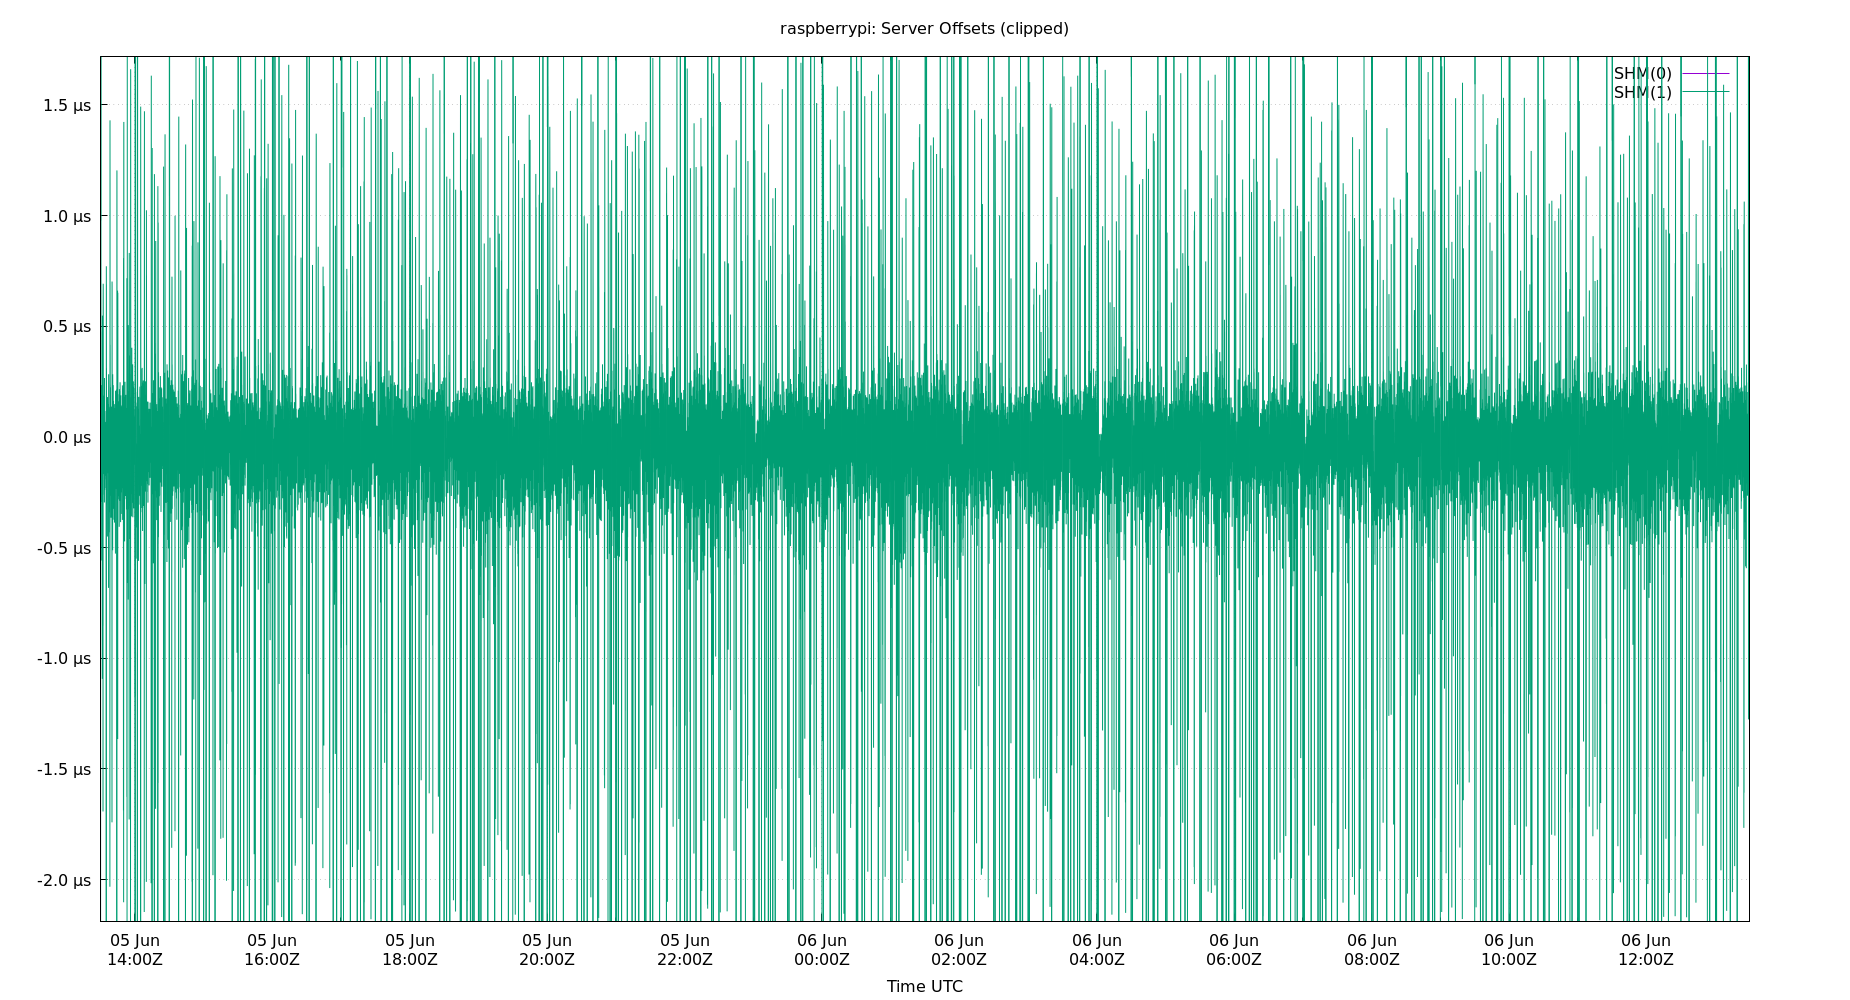 raspberrypi: Server Offsets (clipped)
SHM(0)
SHM(1)
1.5 µs
1.0 µs
0.5 µs
0.0 µs
-0.5 µs
-1.0 µs
-1.5 µs
-2.0 µs
05 Jun 05 Jun 05 Jun 05 Jun 05 Jun 06 Jun 06 Jun 06 Jun 06 Jun 06 Jun 06 Jun 06 Jun
14:00Z 16:00Z 18:00Z 20:00Z 22:00Z 00:00Z 02:00Z 04:00Z 06:00Z 08:00Z 10:00Z 12:00Z
Time UTC